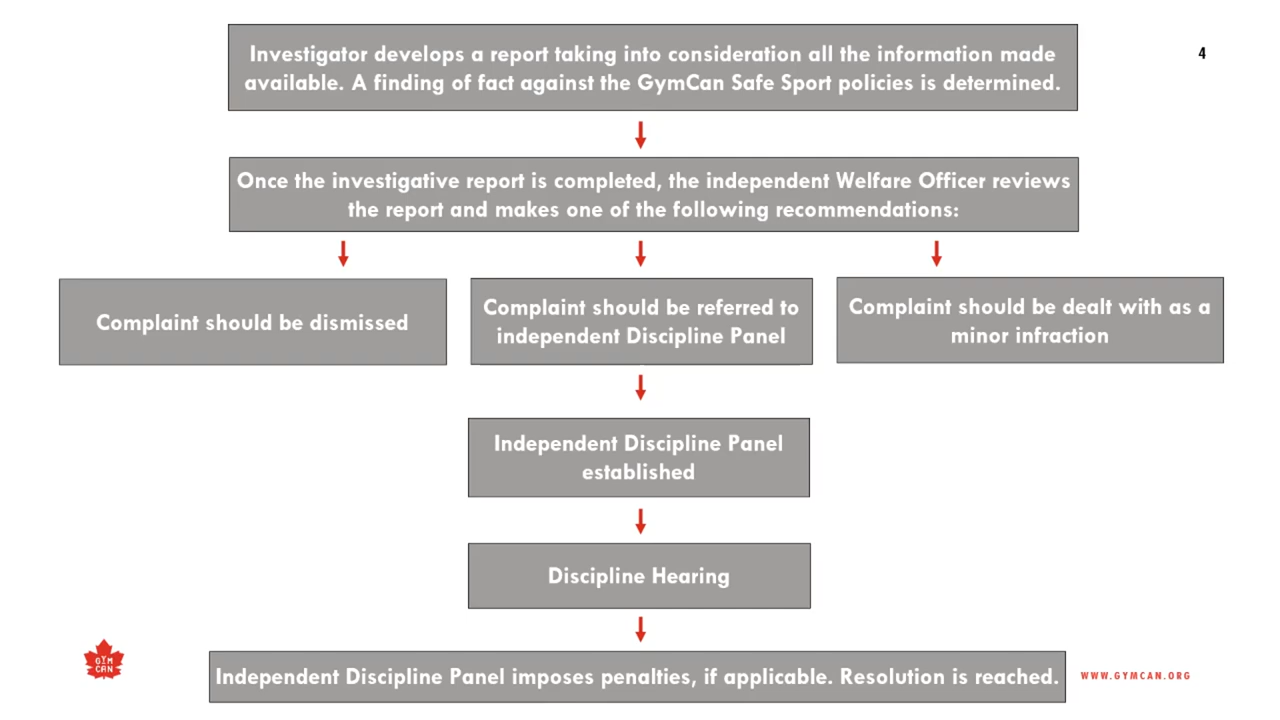 4
Investigator develops a report taking into consideration all the information made
available. A finding of fact against the GymCan Safe Sport policies is determined.
Once the investigative report is completed, the independent Welfare Officer reviews
the report and makes one of the following recommendations:
Complaint should be dismissed
Complaint should be referred to
independent Discipline Panel
Complaint should be dealt with as a
minor infraction
Independent Discipline Panel
established
Discipline Hearing
Independent Discipline Panel imposes penalties, if applicable. Resolution is reached.
GYM
CAN
WWW.GYMCAN.ORG